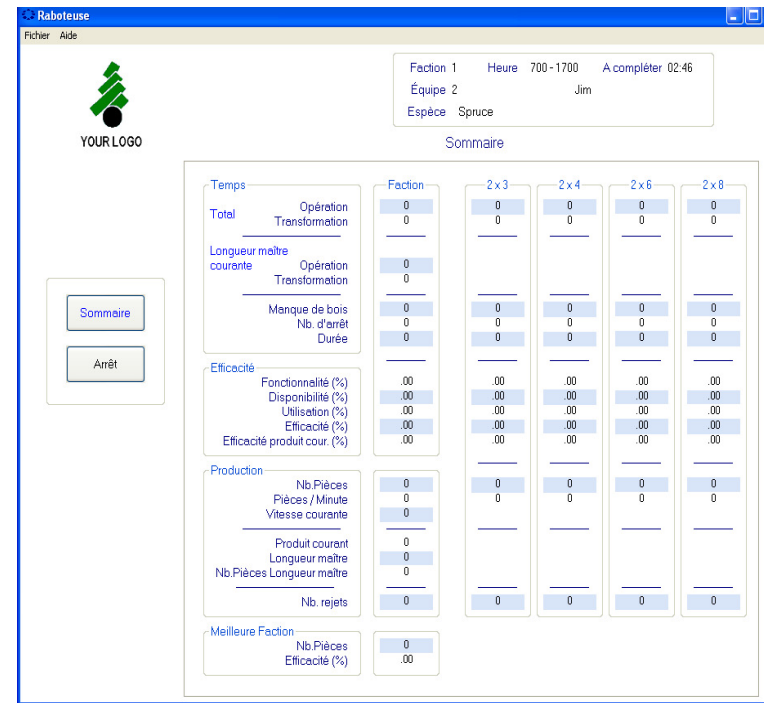 Raboteuse
Fichier Aide
Faction 1 Heure 700-1700 A compléter 02:46
Équipe 2 Jim
Espèce Spruce
YOUR LOGO
Sommaire
Temps Faction 2 x 3 2 x 4 2 x 6 2 x 8
Total Opération 0 0 0 0 0
Transformation 0 0 0 0 0
Longueur maître
courante Opération 0
Transformation 0
Sommaire
Arrêt
Manque de bois 0 0 0 0 0
Nb. d'arrêt 0 0 0 0 0
Durée 0 0 0 0 0
Efficacité
Fonctionnalité (%) .00 .00 .00 .00 .00
Disponibilité (%) .00 .00 .00 .00 .00
Utilisation (%) .00 .00 .00 .00 .00
Efficacité (%) .00 .00 .00 .00 .00
Efficacité produit cour. (%) .00 .00 .00 .00 .00
Production
Nb.Pièces 0 0 0 0 0
Pièces / Minute 0 0 0 0 0
Vitesse courante 0
Produit courant 0
Longueur maître 0
Nb.Pièces Longueur maître 0
Nb. rejets 0 0 0 0 0
Meilleure Faction
Nb.Pièces 0
Efficacité (%) .00